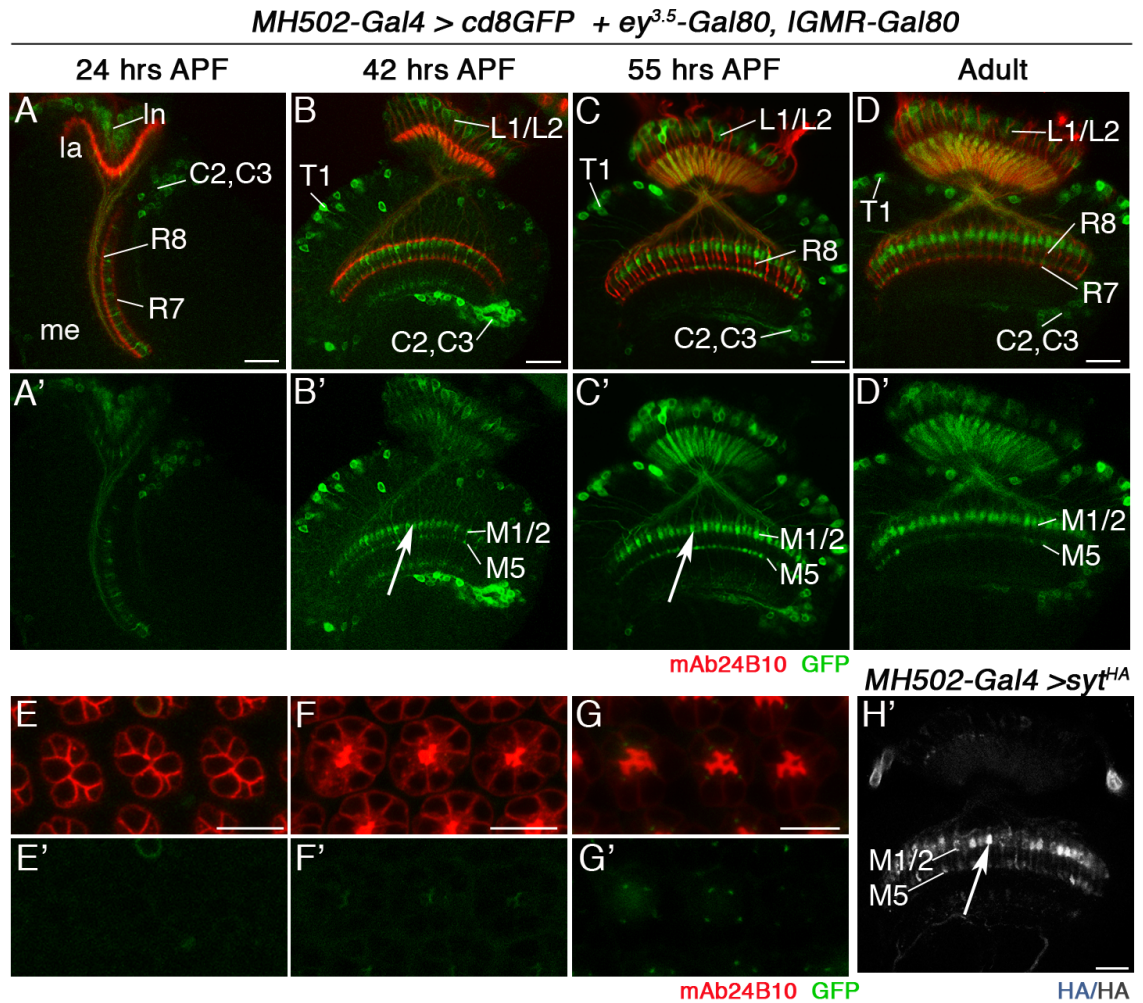 MH502-Gal4 > cd8GFP + ey3.5-Gal80, lGMR-Gal80
24 hrs APF 42 hrs APF 55 hrs APF Adult
A ln la C2,C3 R8 R7 me
B L1/L2 T1 C2,C3
C L1/L2 T1 R8 C2,C3
D L1/L2 T1 R8 R7 C2,C3
A'
B' M1/2 M5
C' M1/2 M5
D' M1/2 M5
mAb24B10 GFP
MH502-Gal4 >sytHA
E F G
H' M1/2 M5
E' F' G'
mAb24B10 GFP
HA/HA